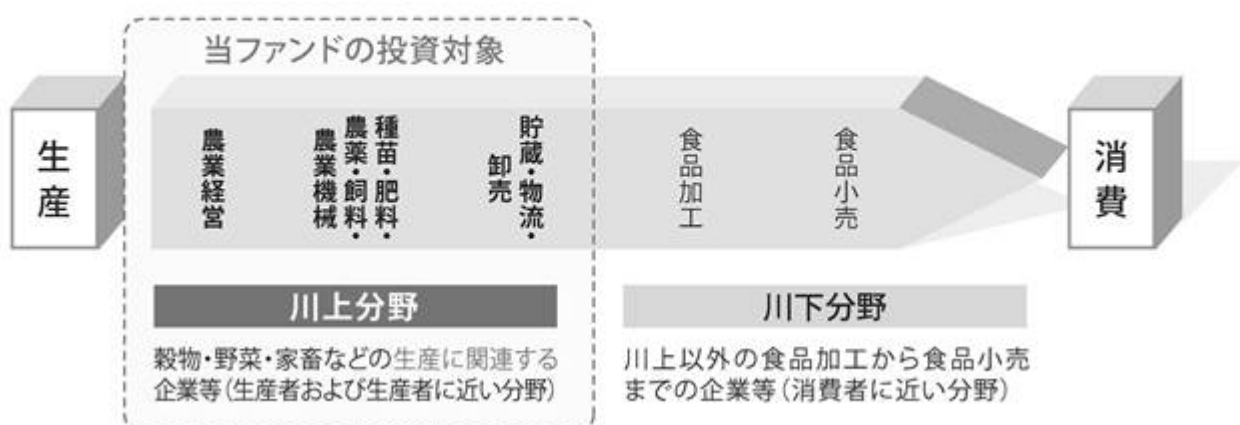 当ファンドの投資対象
生産
農業経営
種苗・肥料・
農薬・飼料・
農業機械
貯蔵・物流・
卸売
食品加工
食品小売
消費
川上分野
穀物・野菜・家畜などの生産に関連する
企業等(生産者および生産者に近い分野)
川下分野
川上以外の食品加工から食品小売
までの企業等(消費者に近い分野)